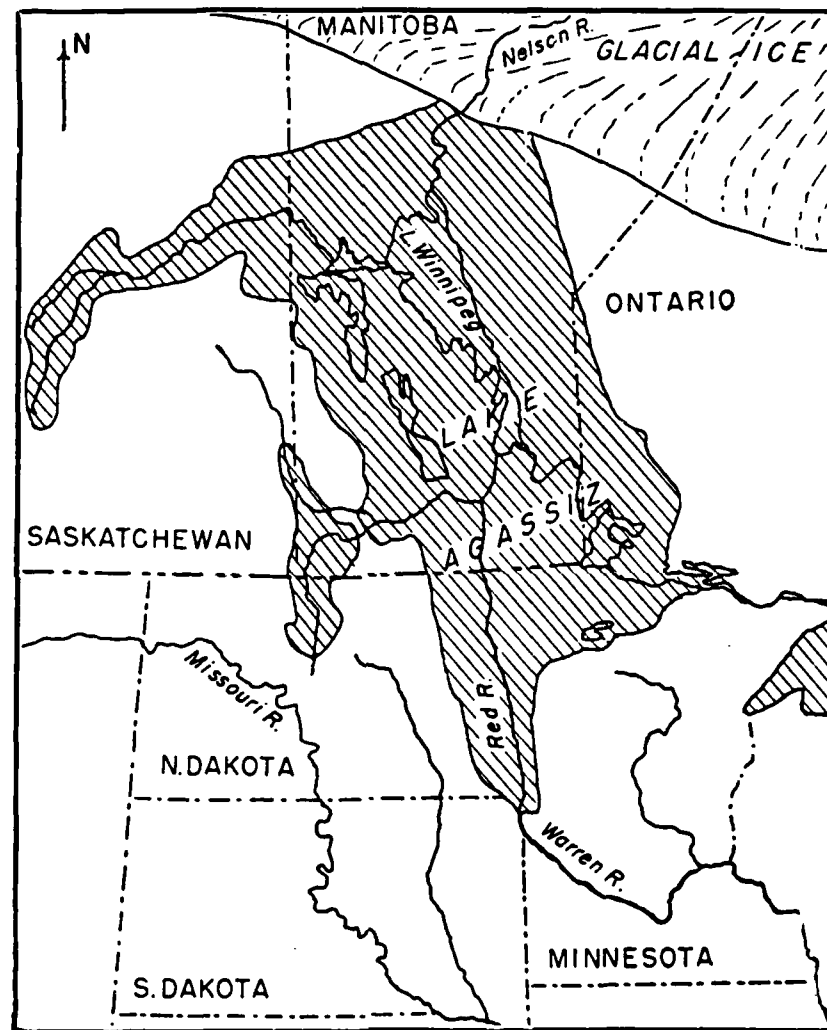 MANITOBA
N
Nelson R.
GLACIAL ICE
L. Winnipeg
ONTARIO
LAKE
AGASSIZ
SASKATCHEWAN
Missouri R.
Red R.
N. DAKOTA
Warren R.
MINNESOTA
S. DAKOTA